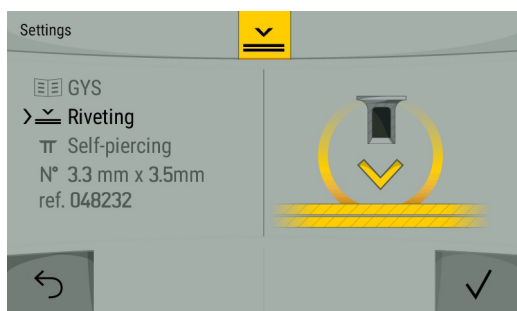 Settings
GYS
Riveting
Self-piercing
N° 3.3 mm x 3.5mm
ref. 048232